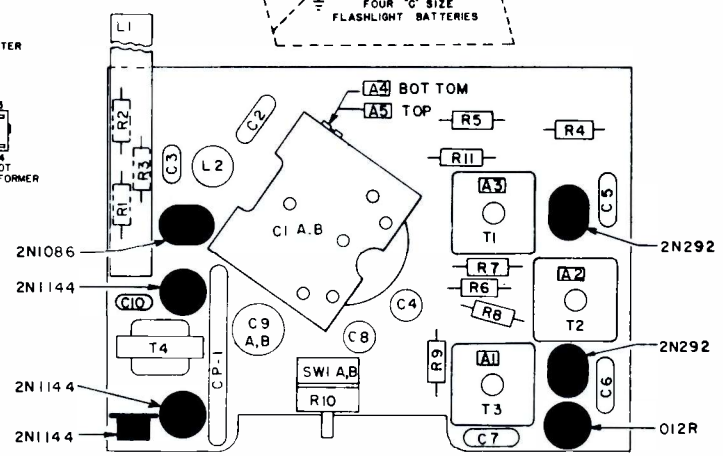 FOUR "C" SIZE
FLASHLIGHT BATTERIES
L1
TER
A4 BOTTOM
A5 TOP
R2
C2
R5
R4
3
4
OT
FORMER
C3
L2
R3
R11
R1
A3
T1
C5
C1 A.B
2N1086
2N292
R7
A2
2N1144
R6
C10
C4
R8
T2
C9
A,B
C8
T4
CP-1
R9
A1
2N292
SW1 A,B
C6
2N1144
R10
T3
2N1144
C7
012R